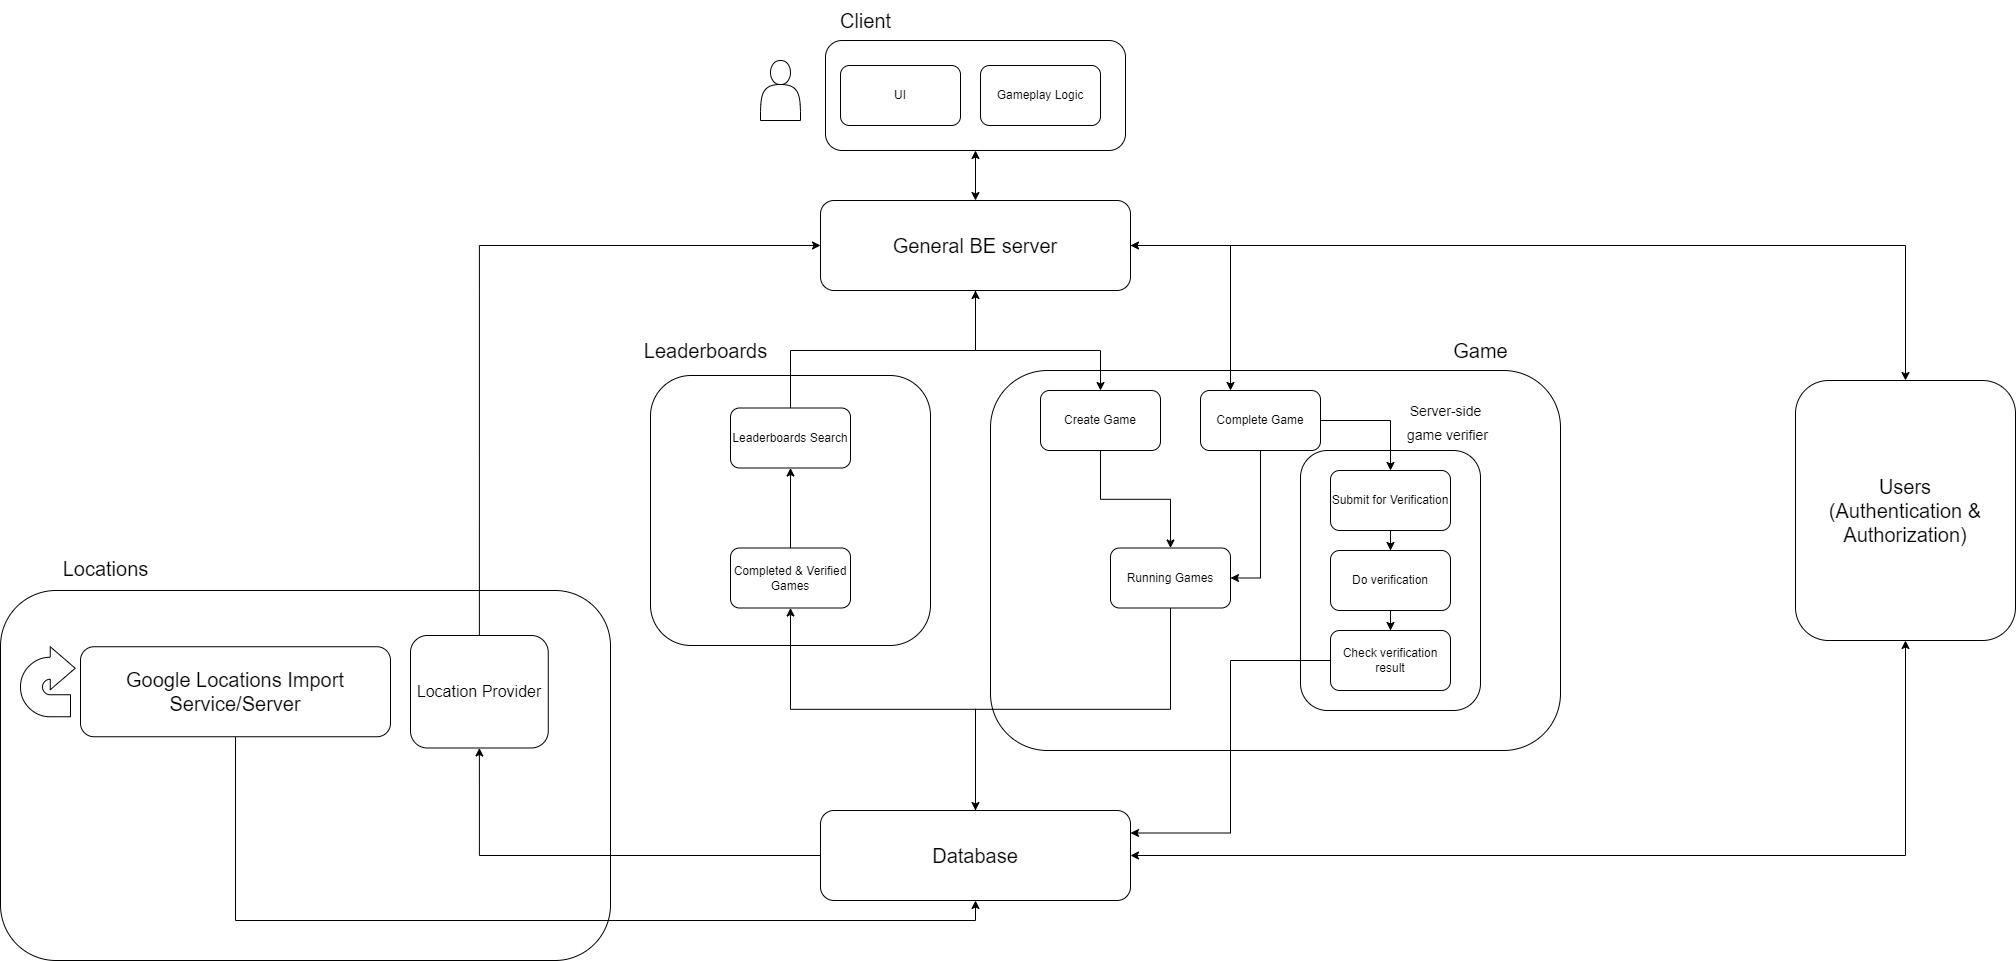 Client
UI
Gameplay Logic
General BE server
Leaderboards
Game
Leaderboards Search
Create Game
Complete Game
Server-side
game verifier
Submit for Verification
Users
(Authentication &
Authorization)
Completed & Verified
Games
Running Games
Do verification
Locations
Check verification
result
Google Locations Import
Service/Server
Location Provider
Database